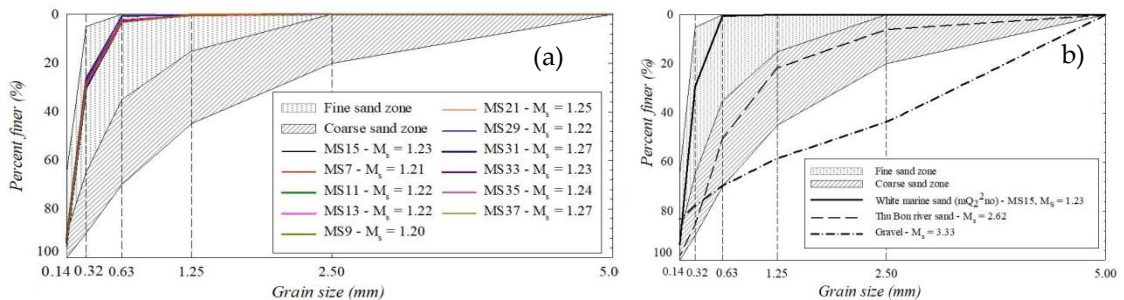 (a)
Percent finer (%)
0
20
40
60
80
100
Fine sand zone
Coarse sand zone
MS15 - Ms = 1.23
MS7 - Ms = 1.21
MS11 - Ms = 1.22
MS13 - Ms = 1.22
MS9 - Ms = 1.20
MS21 - Ms = 1.25
MS29 - Ms = 1.22
MS31 - Ms = 1.27
MS33 - Ms = 1.23
MS35 - Ms = 1.24
MS37 - Ms = 1.27
0.14 0.32 0.63 1.25 2.50 5.00
Grain size (mm)
b)
Percent finer (%)
0
20
40
60
80
100
Fine sand zone
Coarse sand zone
White marine sand (mQ₂²no) - MS15, MS = 1.23
Thu Bon river sand - Ms = 2.62
Gravel - Ms = 3.33
0.14 0.32 0.63 1.25 2.50 5.00
Grain size (mm)